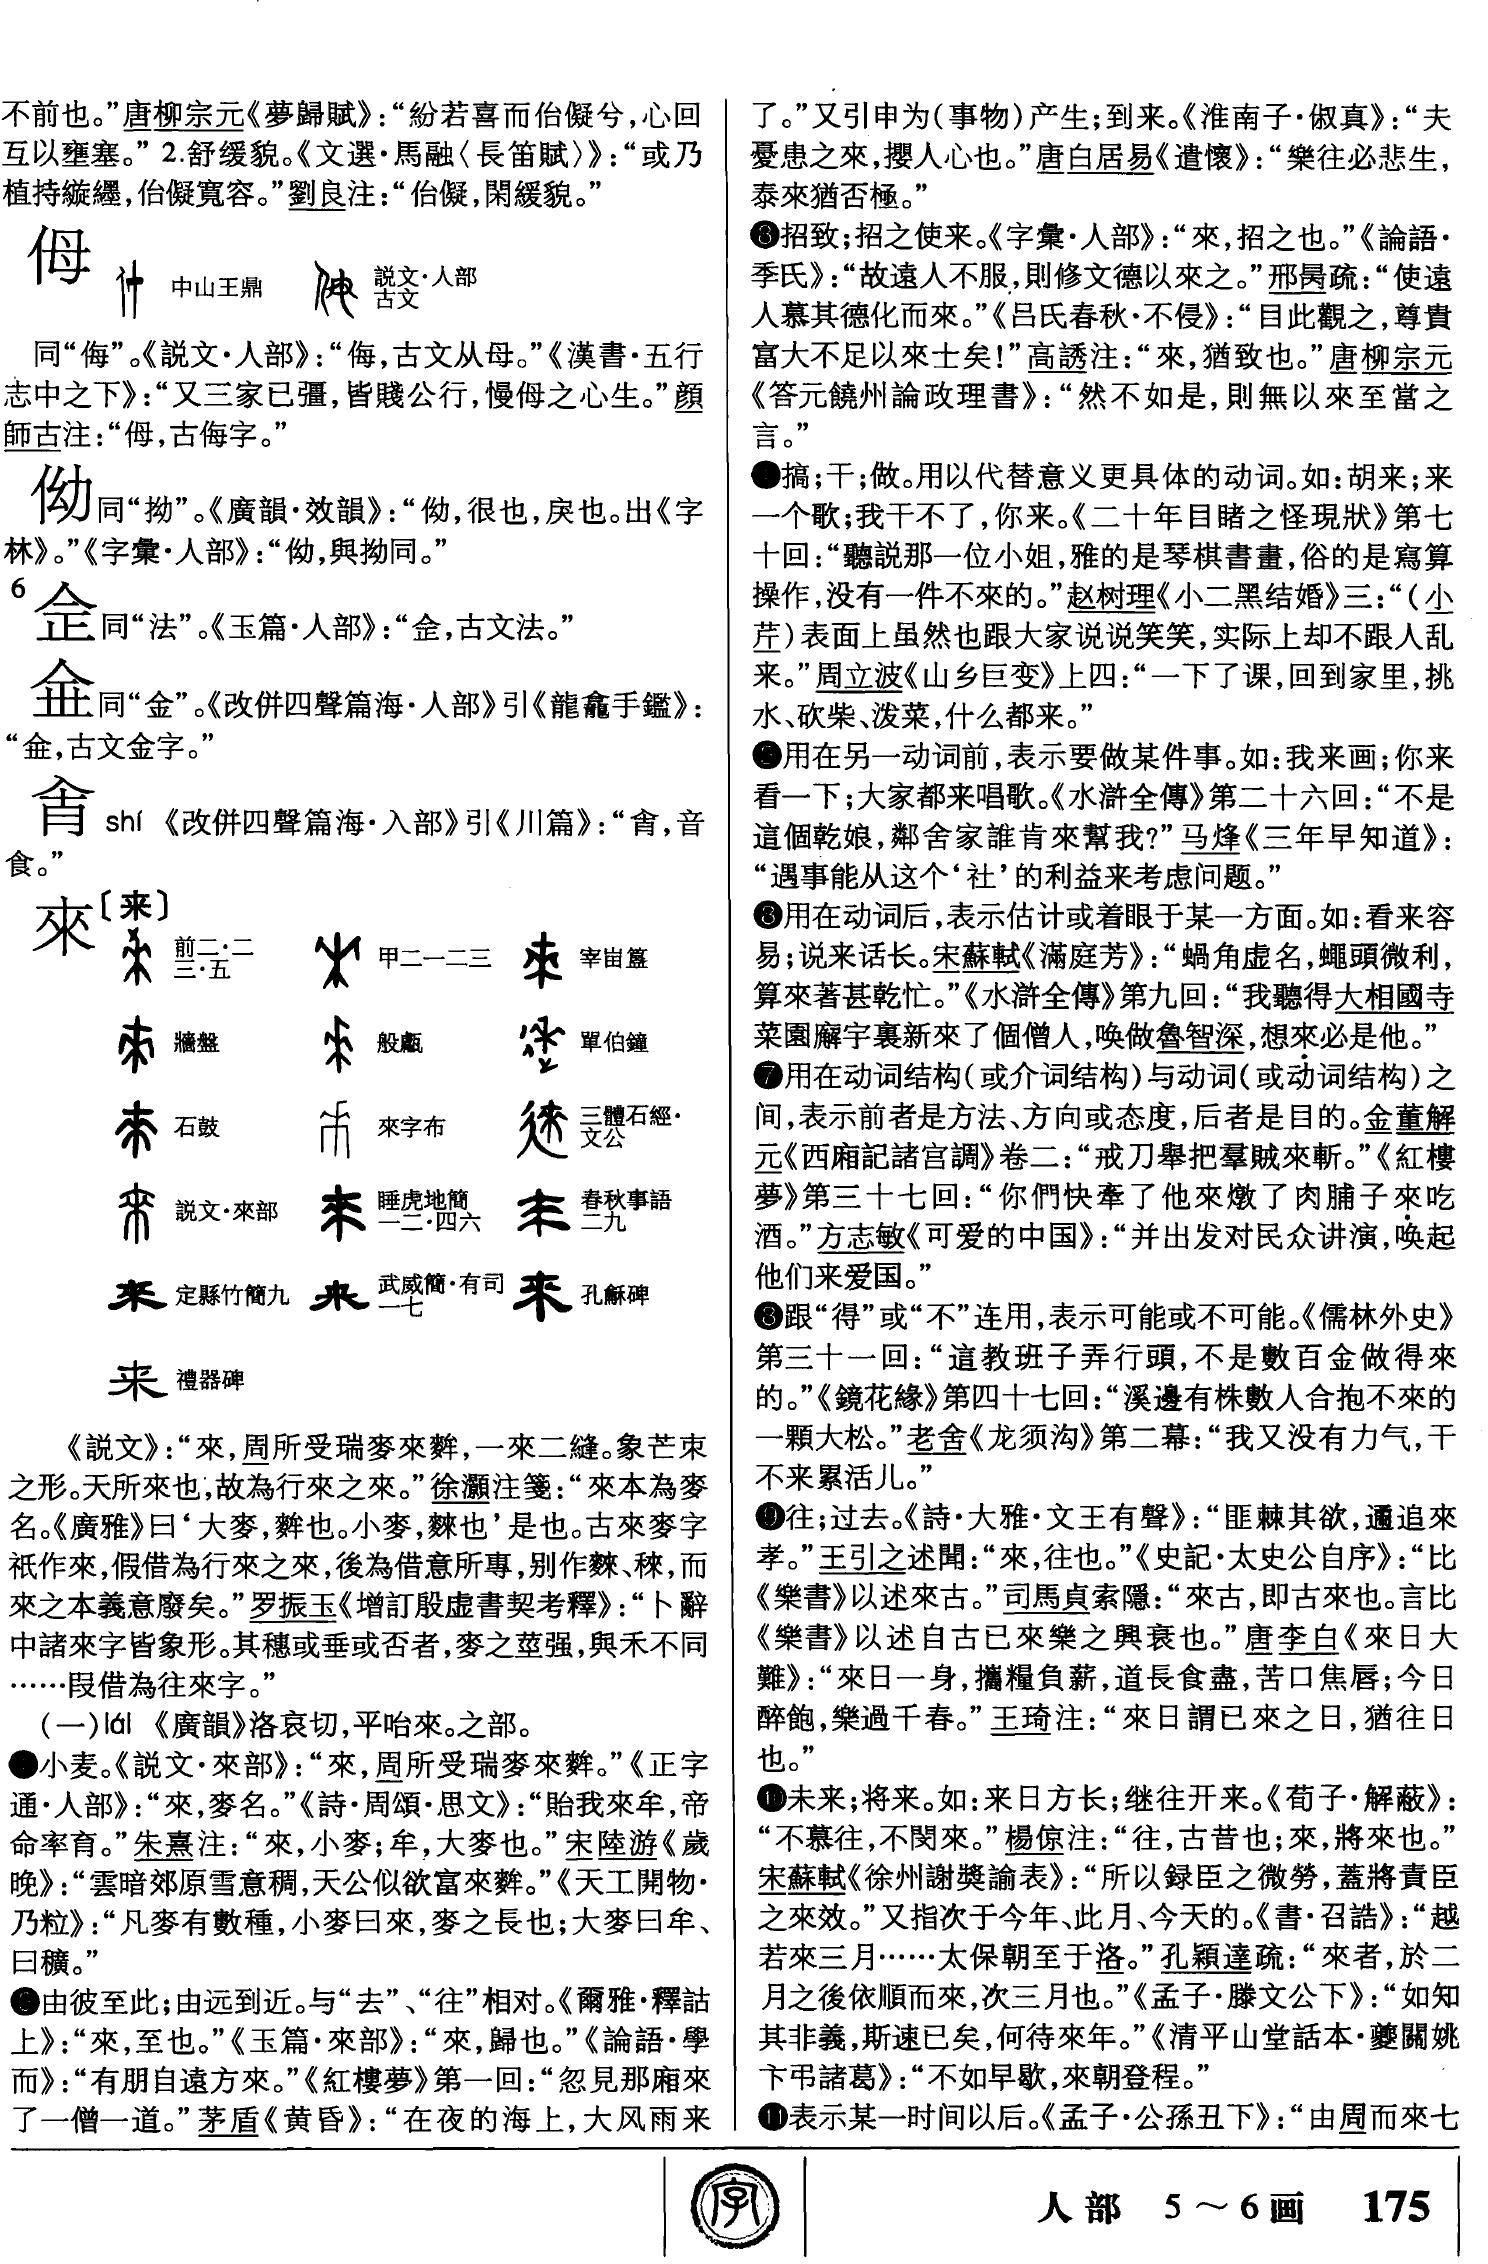 不前也。”唐柳宗元《夢歸賦》：“紛若喜而佁儗兮，心回
互以壅塞。” 2.舒缓貌。《文選·馬融〈長笛賦〉》：“或乃
植持縼纆，佁儗寬容。”劉良注：“佁儗，閑緩貌。”
㑄 中山王鼎 説文·人部古文
同“侮”。《説文·人部》：“侮，古文从母。”《漢書·五行
志中之下》：“又三家已彊，皆賤公行，慢㑄之心生。”顔
師古注：“㑄，古侮字。”
㑃同“拗”。《廣韻·效韻》：“㑃，很也，戾也。出《字
林》。”《字彙·人部》：“㑃，與拗同。”
6
佱同“法”。《玉篇·人部》：“佱，古文法。”
同“金”。《改併四聲篇海·人部》引《龍龕手鑑》：
“，古文金字。”
shí 《改併四聲篇海·入部》引《川篇》：“，音
食。”
來〔来〕
前二·二三·五 甲二一二三 宰甾簋
牆盤 般甗 單伯鐘
石鼓 來字布 三體石經·文公
説文·來部 睡虎地簡一二·四六 春秋事語二九
定縣竹簡九 武威簡·有司一七 孔龢碑
禮器碑
《説文》：“來，周所受瑞麥來麰，一來二縫。象芒朿
之形。天所來也，故為行來之來。”徐灝注箋：“來本為麥
名。《廣雅》曰‘大麥，麰也。小麥，䅘也’是也。古來麥字
衹作來，假借為行來之來，後為借意所專，别作䅘、秾，而
來之本義意廢矣。”罗振玉《增訂殷虚書契考釋》：“卜辭
中諸來字皆象形。其穗或垂或否者，麥之莖强，與禾不同
……叚借為往來字。”
(一)lái 《廣韻》洛哀切，平咍來。之部。
❶小麦。《説文·來部》：“來，周所受瑞麥來麰。”《正字
通·人部》：“來，麥名。”《詩·周頌·思文》：“貽我來牟，帝
命率育。”朱熹注：“來，小麥；牟，大麥也。”宋陸游《歲
晚》：“雲暗郊原雪意稠，天公似欲富來麰。”《天工開物·
乃粒》：“凡麥有數種，小麥曰來，麥之長也；大麥曰牟、
曰穬。”
❷由彼至此；由远到近。与“去”、“往”相对。《爾雅·釋詁
上》：“來，至也。”《玉篇·來部》：“來，歸也。”《論語·學
而》：“有朋自遠方來。”《紅樓夢》第一回：“忽見那厢來
了一僧一道。”茅盾《黄昏》：“在夜的海上，大风雨来
了。”又引申为(事物)产生；到来。《淮南子·俶真》：“夫
憂患之來，攖人心也。”唐白居易《遣懷》：“樂往必悲生，
泰來猶否極。”
❸招致；招之使来。《字彙·人部》：“來，招之也。”《論語·
季氏》：“故遠人不服，則修文德以來之。”邢昺疏：“使遠
人慕其德化而來。”《吕氏春秋·不侵》：“目此觀之，尊貴
富大不足以來士矣！”高誘注：“來，猶致也。”唐柳宗元
《答元饒州論政理書》：“然不如是，則無以來至當之
言。”
❹搞；干；做。用以代替意义更具体的动词。如：胡来；来
一个歌；我干不了，你来。《二十年目睹之怪現狀》第七
十回：“聽説那一位小姐，雅的是琴棋書畫，俗的是寫算
操作，没有一件不來的。”赵树理《小二黑结婚》三：“(小
芹)表面上虽然也跟大家说说笑笑，实际上却不跟人乱
来。”周立波《山乡巨变》上四：“一下了课，回到家里，挑
水、砍柴、泼菜，什么都来。”
❺用在另一动词前，表示要做某件事。如：我来画；你来
看一下；大家都来唱歌。《水滸全傳》第二十六回：“不是
這個乾娘，鄰舍家誰肯來幫我？”马烽《三年早知道》：
“遇事能从这个‘社’的利益来考虑问题。”
❻用在动词后，表示估计或着眼于某一方面。如：看来容
易；说来话长。宋蘇軾《滿庭芳》：“蝸角虚名，蠅頭微利，
算來著甚乾忙。”《水滸全傳》第九回：“我聽得大相國寺
菜園廨宇裏新來了個僧人，唤做魯智深，想來必是他。”
❼用在动词结构(或介词结构)与动词(或动词结构)之
间，表示前者是方法、方向或态度，后者是目的。金董解
元《西廂記諸宫調》卷二：“戒刀舉把羣賊來斬。”《紅樓
夢》第三十七回：“你們快牽了他來燉了肉脯子來吃
酒。”方志敏《可爱的中国》：“并出发对民众讲演，唤起
他们来爱国。”
❽跟“得”或“不”连用，表示可能或不可能。《儒林外史》
第三十一回：“這教班子弄行頭，不是數百金做得來
的。”《鏡花緣》第四十七回：“溪邊有株數人合抱不來的
一顆大松。”老舍《龙须沟》第二幕：“我又没有力气，干
不来累活儿。”
❾往；过去。《詩·大雅·文王有聲》：“匪棘其欲，遹追來
孝。”王引之述聞：“來，往也。”《史記·太史公自序》：“比
《樂書》以述來古。”司馬貞索隱：“來古，即古來也。言比
《樂書》以述自古已來樂之興衰也。”唐李白《來日大
難》：“來日一身，攜糧負薪，道長食盡，苦口焦唇；今日
醉飽，樂過千春。”王琦注：“來日謂已來之日，猶往日
也。”
❿未来；将来。如：来日方长；继往开来。《荀子·解蔽》：
“不慕往，不閔來。”楊倞注：“往，古昔也；來，將來也。”
宋蘇軾《徐州謝獎諭表》：“所以録臣之微勞，蓋將責臣
之來效。”又指次于今年、此月、今天的。《書·召誥》：“越
若來三月……太保朝至于洛。”孔穎達疏：“來者，於二
月之後依順而來，次三月也。”《孟子·滕文公下》：“如知
其非義，斯速已矣，何待來年。”《清平山堂話本·夔關姚
卞弔諸葛》：“不如早歇，來朝登程。”
⓫表示某一时间以后。《孟子·公孫丑下》：“由周而來七
字
人部 5～6画 175